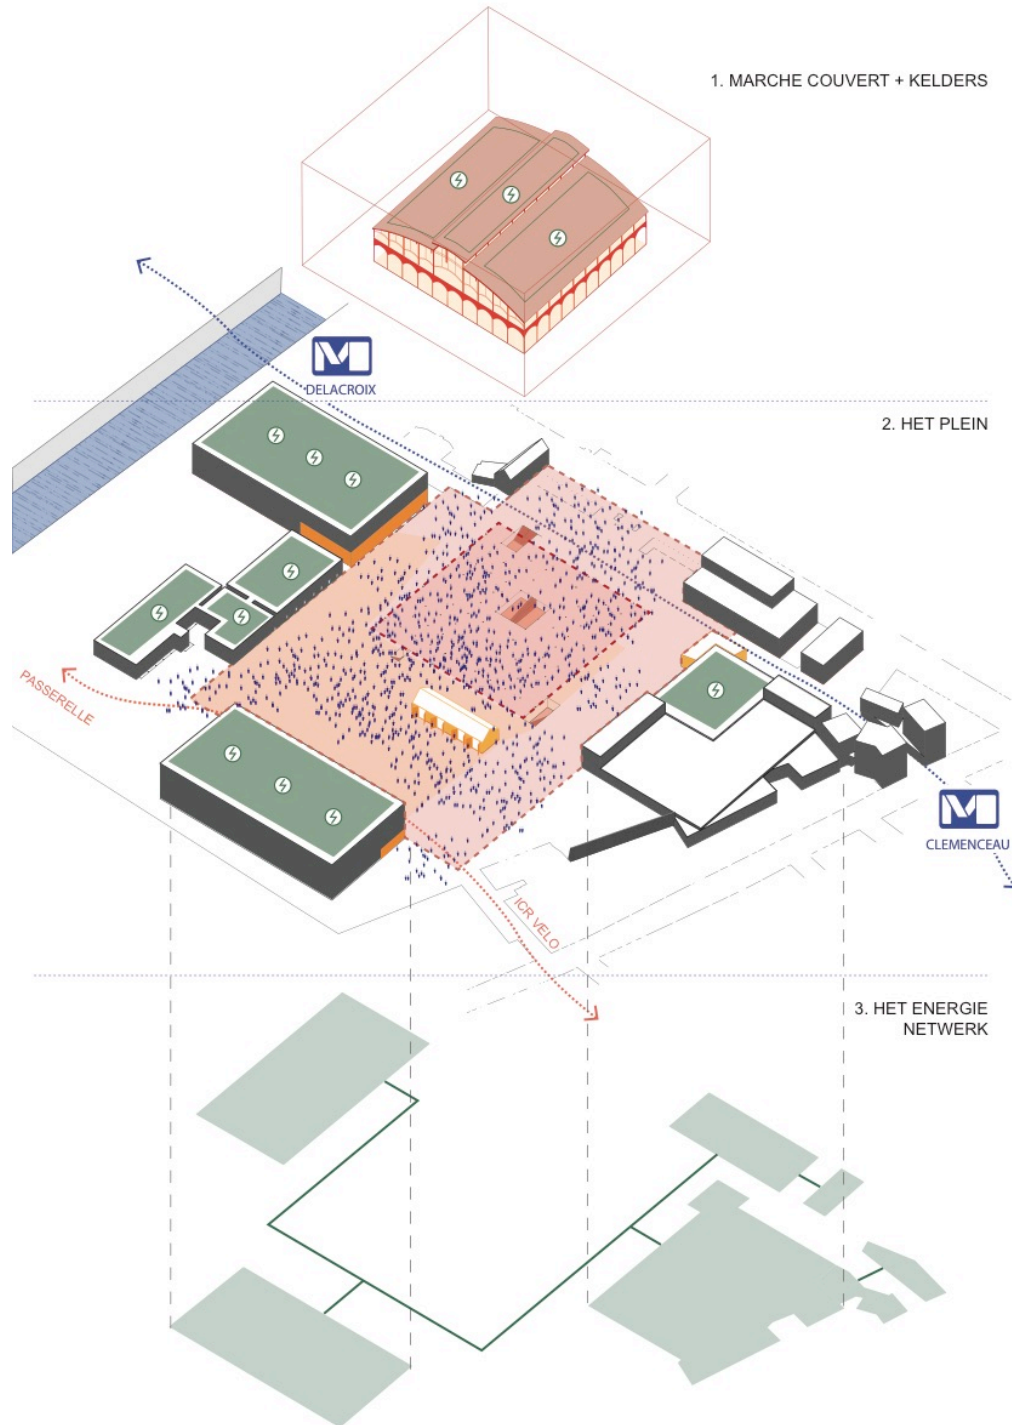 1. MARCHE COUVERT + KELDERS
M
DELACROIX
2. HET PLEIN
PASSERELLE
M
CLEMENCEAU
ICR VELO
3. HET ENERGIE
NETWERK